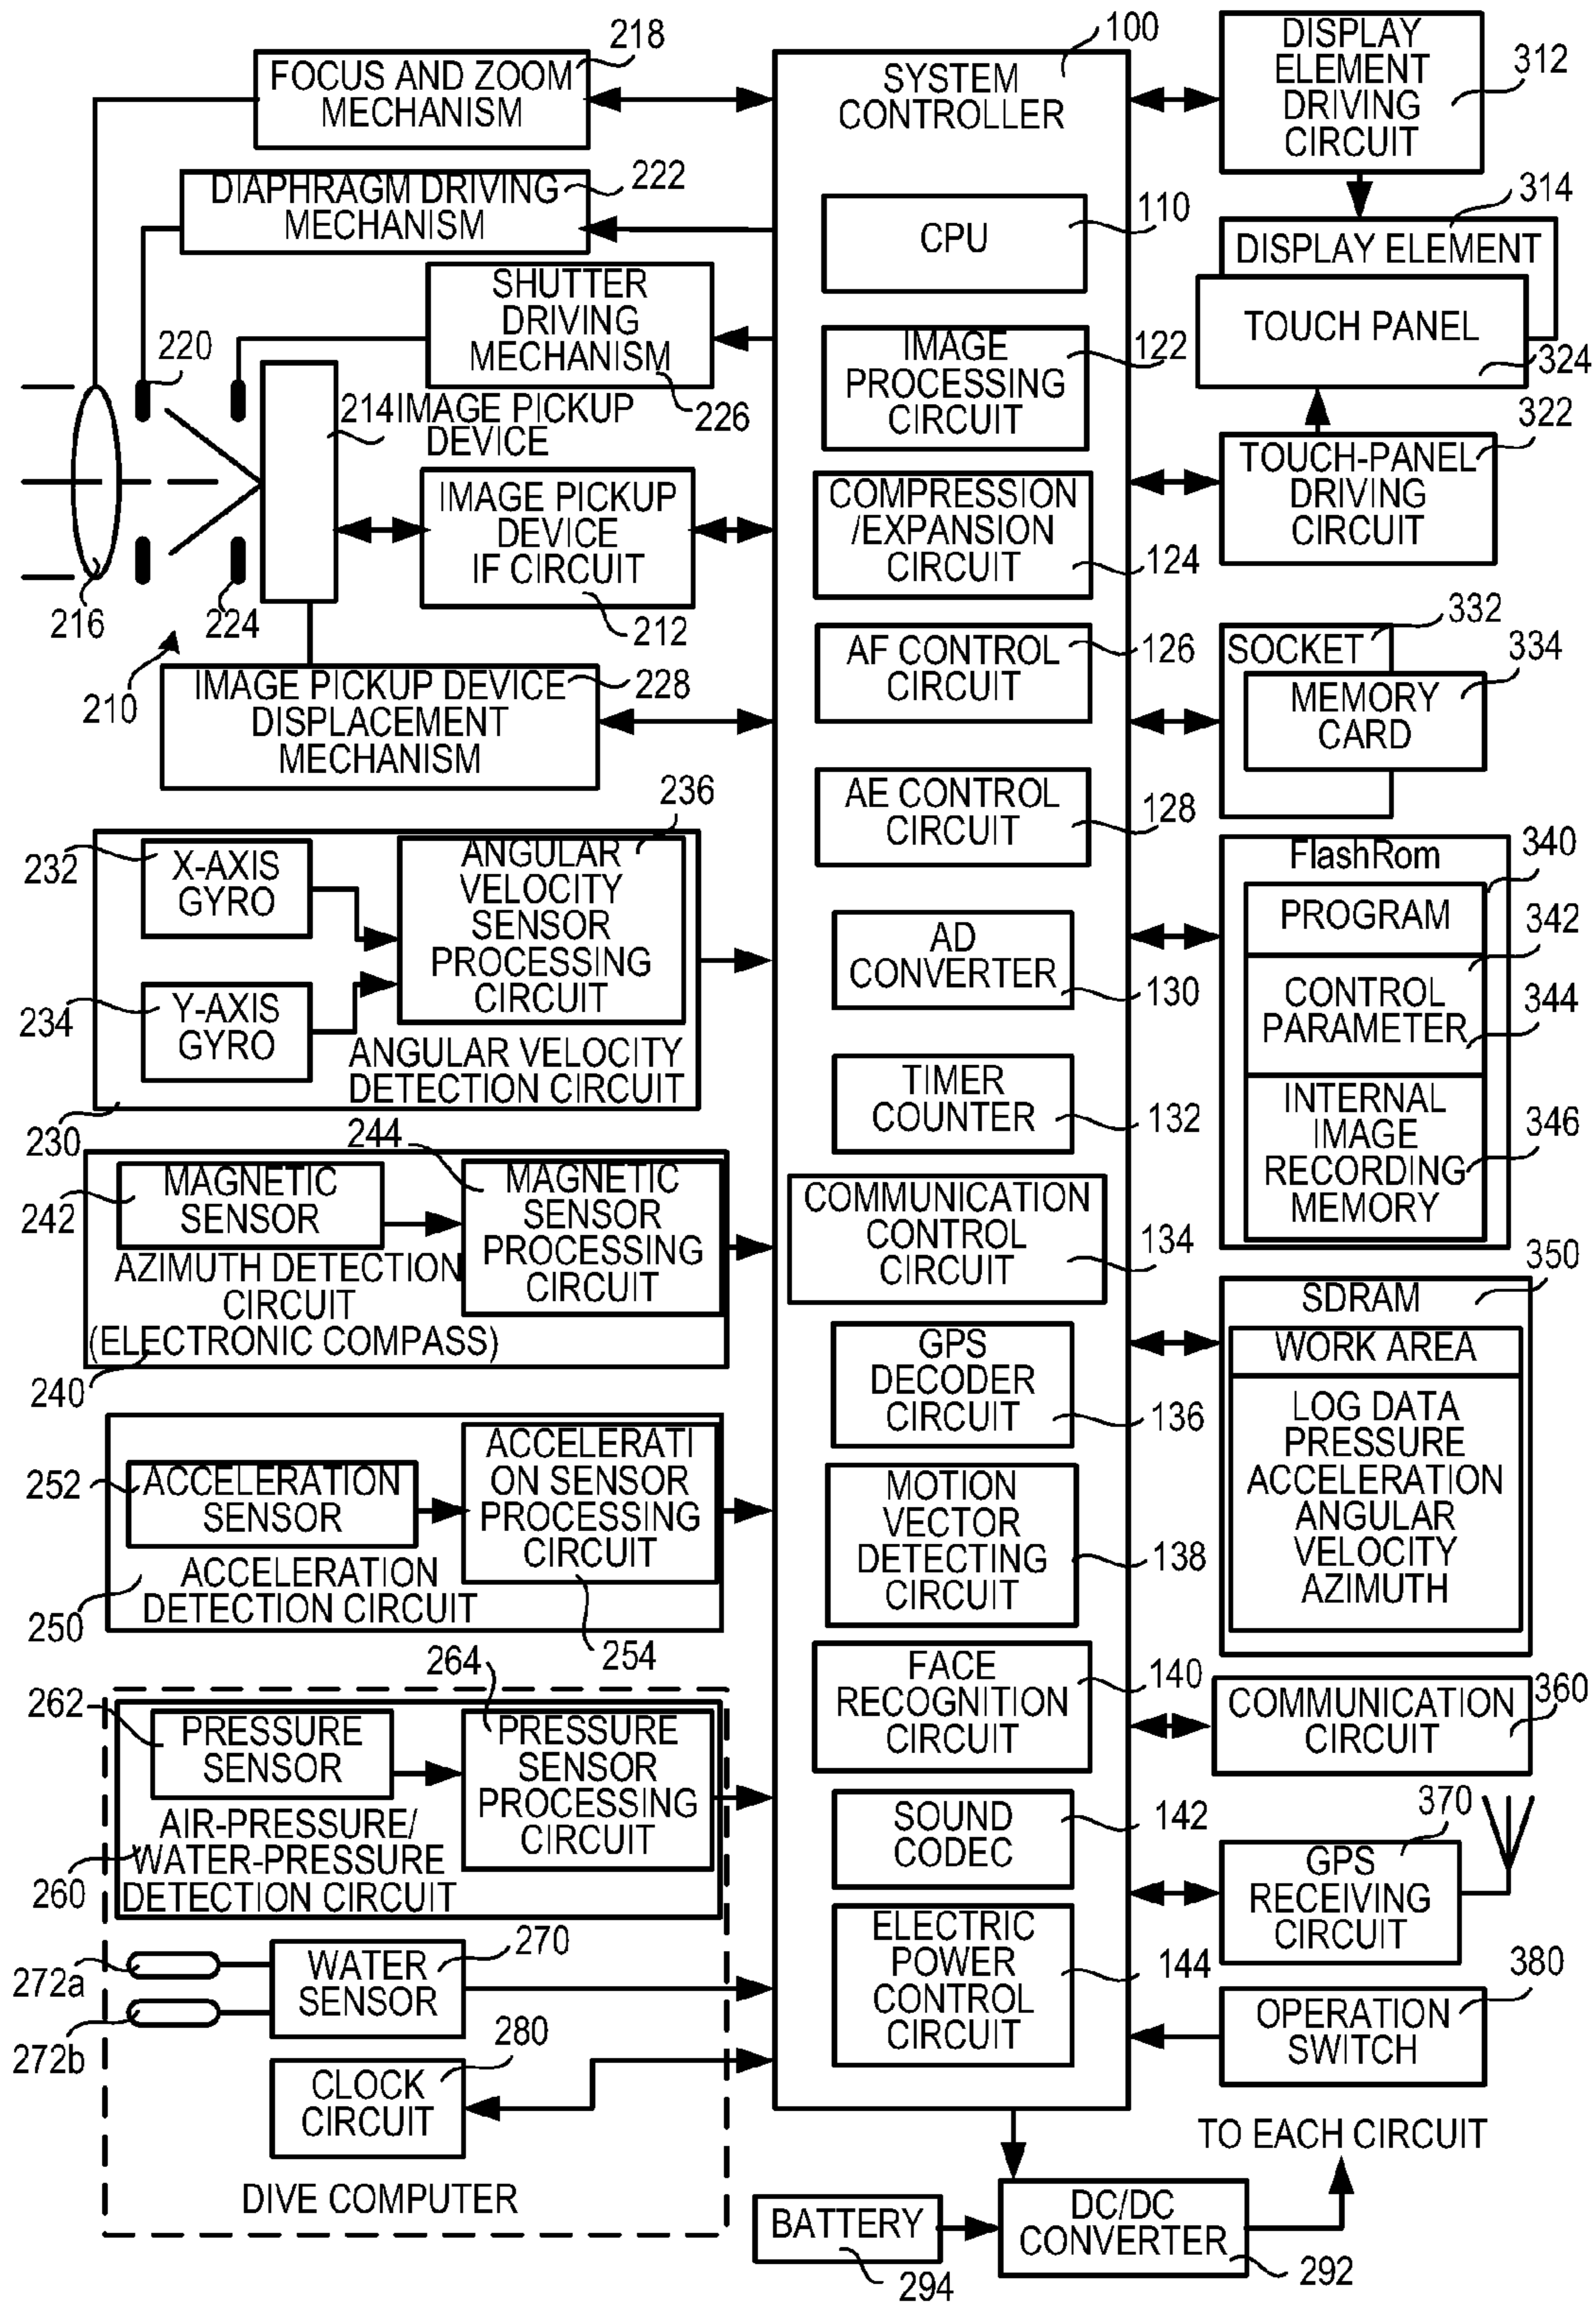 218
FOCUS AND ZOOM
MECHANISM
222
DIAPHRAGM DRIVING
MECHANISM
SHUTTER
DRIVING
MECHANISM
226
220
214
IMAGE PICKUP
DEVICE
IMAGE PICKUP
DEVICE
IF CIRCUIT
212
216
224
210
IMAGE PICKUP DEVICE
DISPLACEMENT
MECHANISM
228
236
232
X-AXIS
GYRO
ANGULAR
VELOCITY
SENSOR
PROCESSING
CIRCUIT
234
Y-AXIS
GYRO
ANGULAR VELOCITY
DETECTION CIRCUIT
230
244
242
MAGNETIC
SENSOR
MAGNETIC
SENSOR
PROCESSING
CIRCUIT
AZIMUTH DETECTION
CIRCUIT
(ELECTRONIC COMPASS)
240
252
ACCELERATION
SENSOR
ACCELERATI
ON SENSOR
PROCESSING
CIRCUIT
ACCELERATION
DETECTION CIRCUIT
250
254
264
262
PRESSURE
SENSOR
PRESSURE
SENSOR
PROCESSING
CIRCUIT
AIR-PRESSURE/
WATER-PRESSURE
DETECTION CIRCUIT
260
270
272a
WATER
SENSOR
272b
280
CLOCK
CIRCUIT
DIVE COMPUTER
100
SYSTEM
CONTROLLER
CPU
110
IMAGE
PROCESSING
CIRCUIT
122
COMPRESSION
/EXPANSION
CIRCUIT
124
AF CONTROL
CIRCUIT
126
AE CONTROL
CIRCUIT
128
AD
CONVERTER
130
TIMER
COUNTER
132
COMMUNICATION
CONTROL
CIRCUIT
134
GPS
DECODER
CIRCUIT
136
MOTION
VECTOR
DETECTING
CIRCUIT
138
FACE
RECOGNITION
CIRCUIT
140
SOUND
CODEC
142
ELECTRIC
POWER
CONTROL
CIRCUIT
144
BATTERY
294
DC/DC
CONVERTER
292
TO EACH CIRCUIT
DISPLAY
ELEMENT
DRIVING
CIRCUIT
312
314
DISPLAY ELEMENT
TOUCH PANEL
324
322
TOUCH-PANEL
DRIVING
CIRCUIT
332
SOCKET
334
MEMORY
CARD
FlashRom
340
PROGRAM
342
CONTROL
PARAMETER
344
INTERNAL
IMAGE
RECORDING
MEMORY
346
350
SDRAM
WORK AREA
LOG DATA
PRESSURE
ACCELERATION
ANGULAR
VELOCITY
AZIMUTH
COMMUNICATION
CIRCUIT
360
370
GPS
RECEIVING
CIRCUIT
380
OPERATION
SWITCH